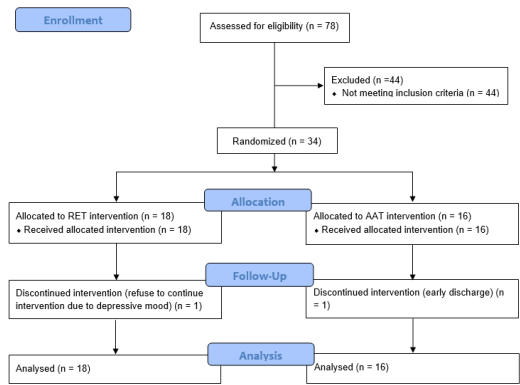 Enrollment
Assessed for eligibility (n = 78)
Excluded (n =44)
⬥ Not meeting inclusion criteria (n = 44)
Randomized (n = 34)
Allocation
Allocated to RET intervention (n = 18)
⬥ Received allocated intervention (n = 18)
Allocated to AAT intervention (n = 16)
⬥ Received allocated intervention (n = 16)
Follow-Up
Discontinued intervention (refuse to continue
intervention due to depressive mood) (n = 1)
Discontinued intervention (early discharge) (n
= 1)
Analysis
Analysed (n = 18)
Analysed (n = 16)